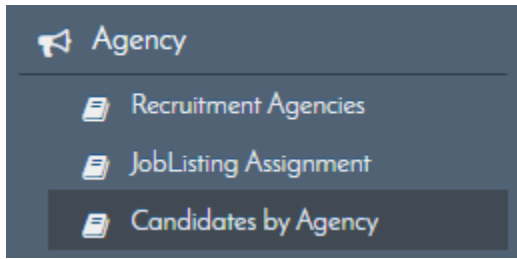 Agency
Recruitment Agencies
JobListing Assignment
Candidates by Agency